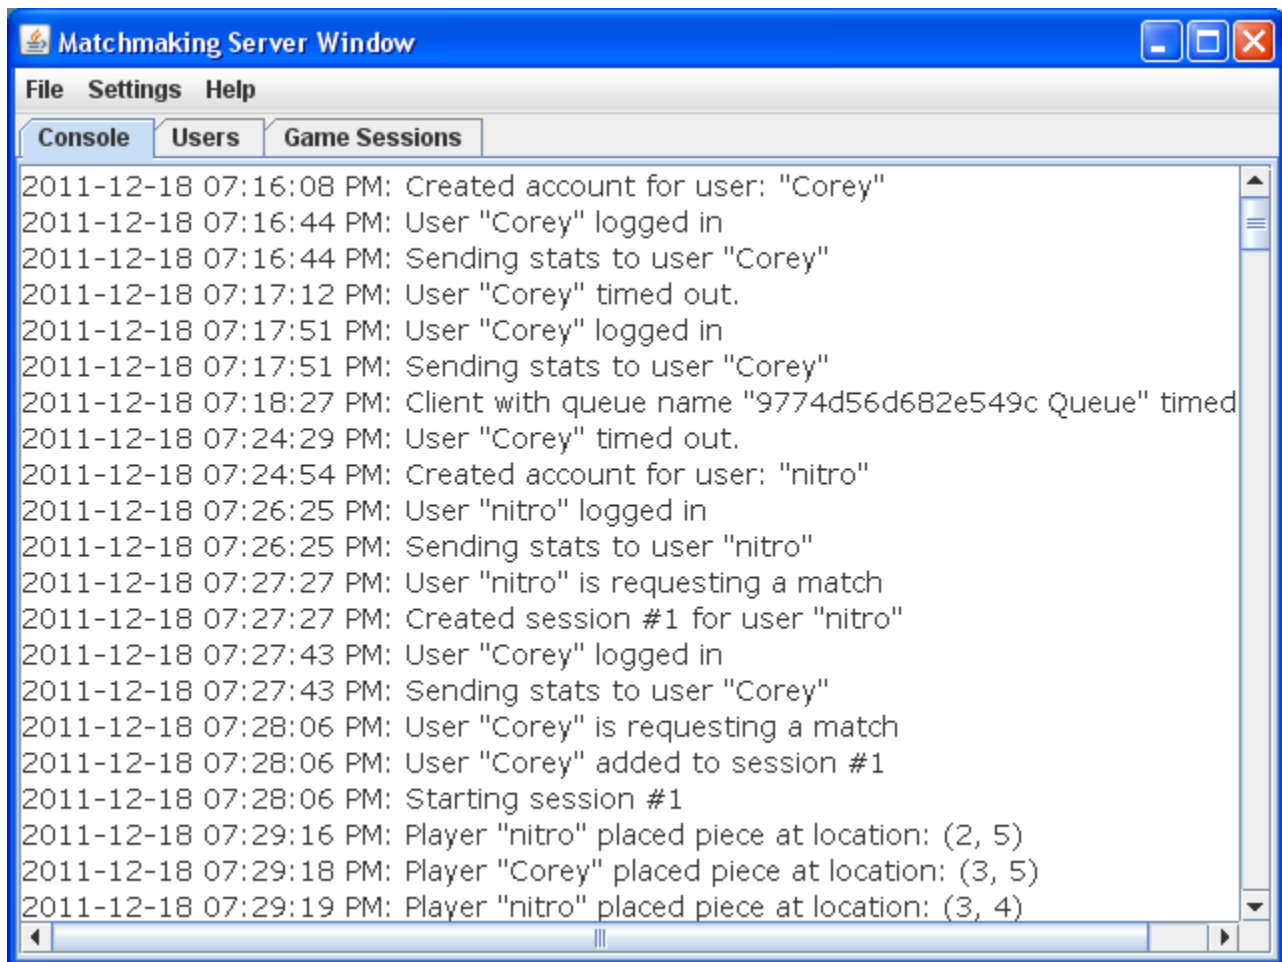 Matchmaking Server Window
File Settings Help
Console Users Game Sessions
2011-12-18 07:16:08 PM: Created account for user: "Corey"
2011-12-18 07:16:44 PM: User "Corey" logged in
2011-12-18 07:16:44 PM: Sending stats to user "Corey"
2011-12-18 07:17:12 PM: User "Corey" timed out.
2011-12-18 07:17:51 PM: User "Corey" logged in
2011-12-18 07:17:51 PM: Sending stats to user "Corey"
2011-12-18 07:18:27 PM: Client with queue name "9774d56d682e549c Queue" timed
2011-12-18 07:24:29 PM: User "Corey" timed out.
2011-12-18 07:24:54 PM: Created account for user: "nitro"
2011-12-18 07:26:25 PM: User "nitro" logged in
2011-12-18 07:26:25 PM: Sending stats to user "nitro"
2011-12-18 07:27:27 PM: User "nitro" is requesting a match
2011-12-18 07:27:27 PM: Created session #1 for user "nitro"
2011-12-18 07:27:43 PM: User "Corey" logged in
2011-12-18 07:27:43 PM: Sending stats to user "Corey"
2011-12-18 07:28:06 PM: User "Corey" is requesting a match
2011-12-18 07:28:06 PM: User "Corey" added to session #1
2011-12-18 07:28:06 PM: Starting session #1
2011-12-18 07:29:16 PM: Player "nitro" placed piece at location: (2, 5)
2011-12-18 07:29:18 PM: Player "Corey" placed piece at location: (3, 5)
2011-12-18 07:29:19 PM: Player "nitro" placed piece at location: (3, 4)